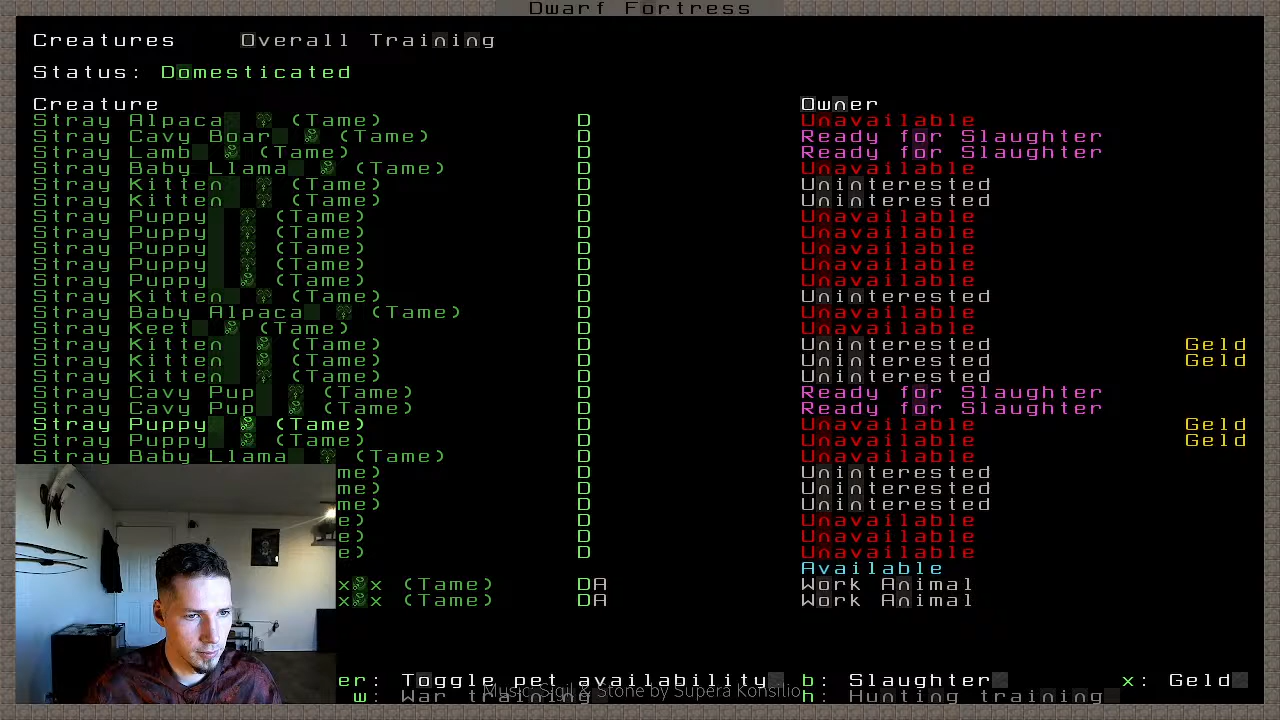 Dwarf Fortress
Creatures Overall Training
Status: Domesticated
Creature Owner
Stray Alpaca (Tame) D Unavailable
Stray Cavy Boar (Tame) D Ready for Slaughter
Stray Lamb (Tame) D Ready for Slaughter
Stray Baby Llama (Tame) D Unavailable
Stray Kitten (Tame) D Uninterested
Stray Kitten (Tame) D Uninterested
Stray Puppy (Tame) D Unavailable
Stray Puppy (Tame) D Unavailable
Stray Puppy (Tame) D Unavailable
Stray Puppy (Tame) D Unavailable
Stray Puppy (Tame) D Unavailable
Stray Kitten (Tame) D Uninterested
Stray Baby Alpaca (Tame) D Unavailable
Stray Keet (Tame) D Unavailable
Stray Kitten (Tame) D Uninterested Geld
Stray Kitten (Tame) D Uninterested Geld
Stray Kitten (Tame) D Uninterested
Stray Cavy Pup (Tame) D Ready for Slaughter
Stray Cavy Pup (Tame) D Ready for Slaughter
Stray Puppy (Tame) D Unavailable Geld
Stray Puppy (Tame) D Unavailable Geld
Stray Baby Llama (Tame) D Unavailable
me) D Uninterested
me) D Uninterested
me) D Uninterested
e) D Unavailable
e) D Unavailable
e) D Unavailable
Available
x x (Tame) DA Work Animal
x x (Tame) DA Work Animal
er: Toggle pet availability b: Slaughter x: Geld
w: War training h: Hunting training
Music: Sigil & Stone by Supera Konsilio